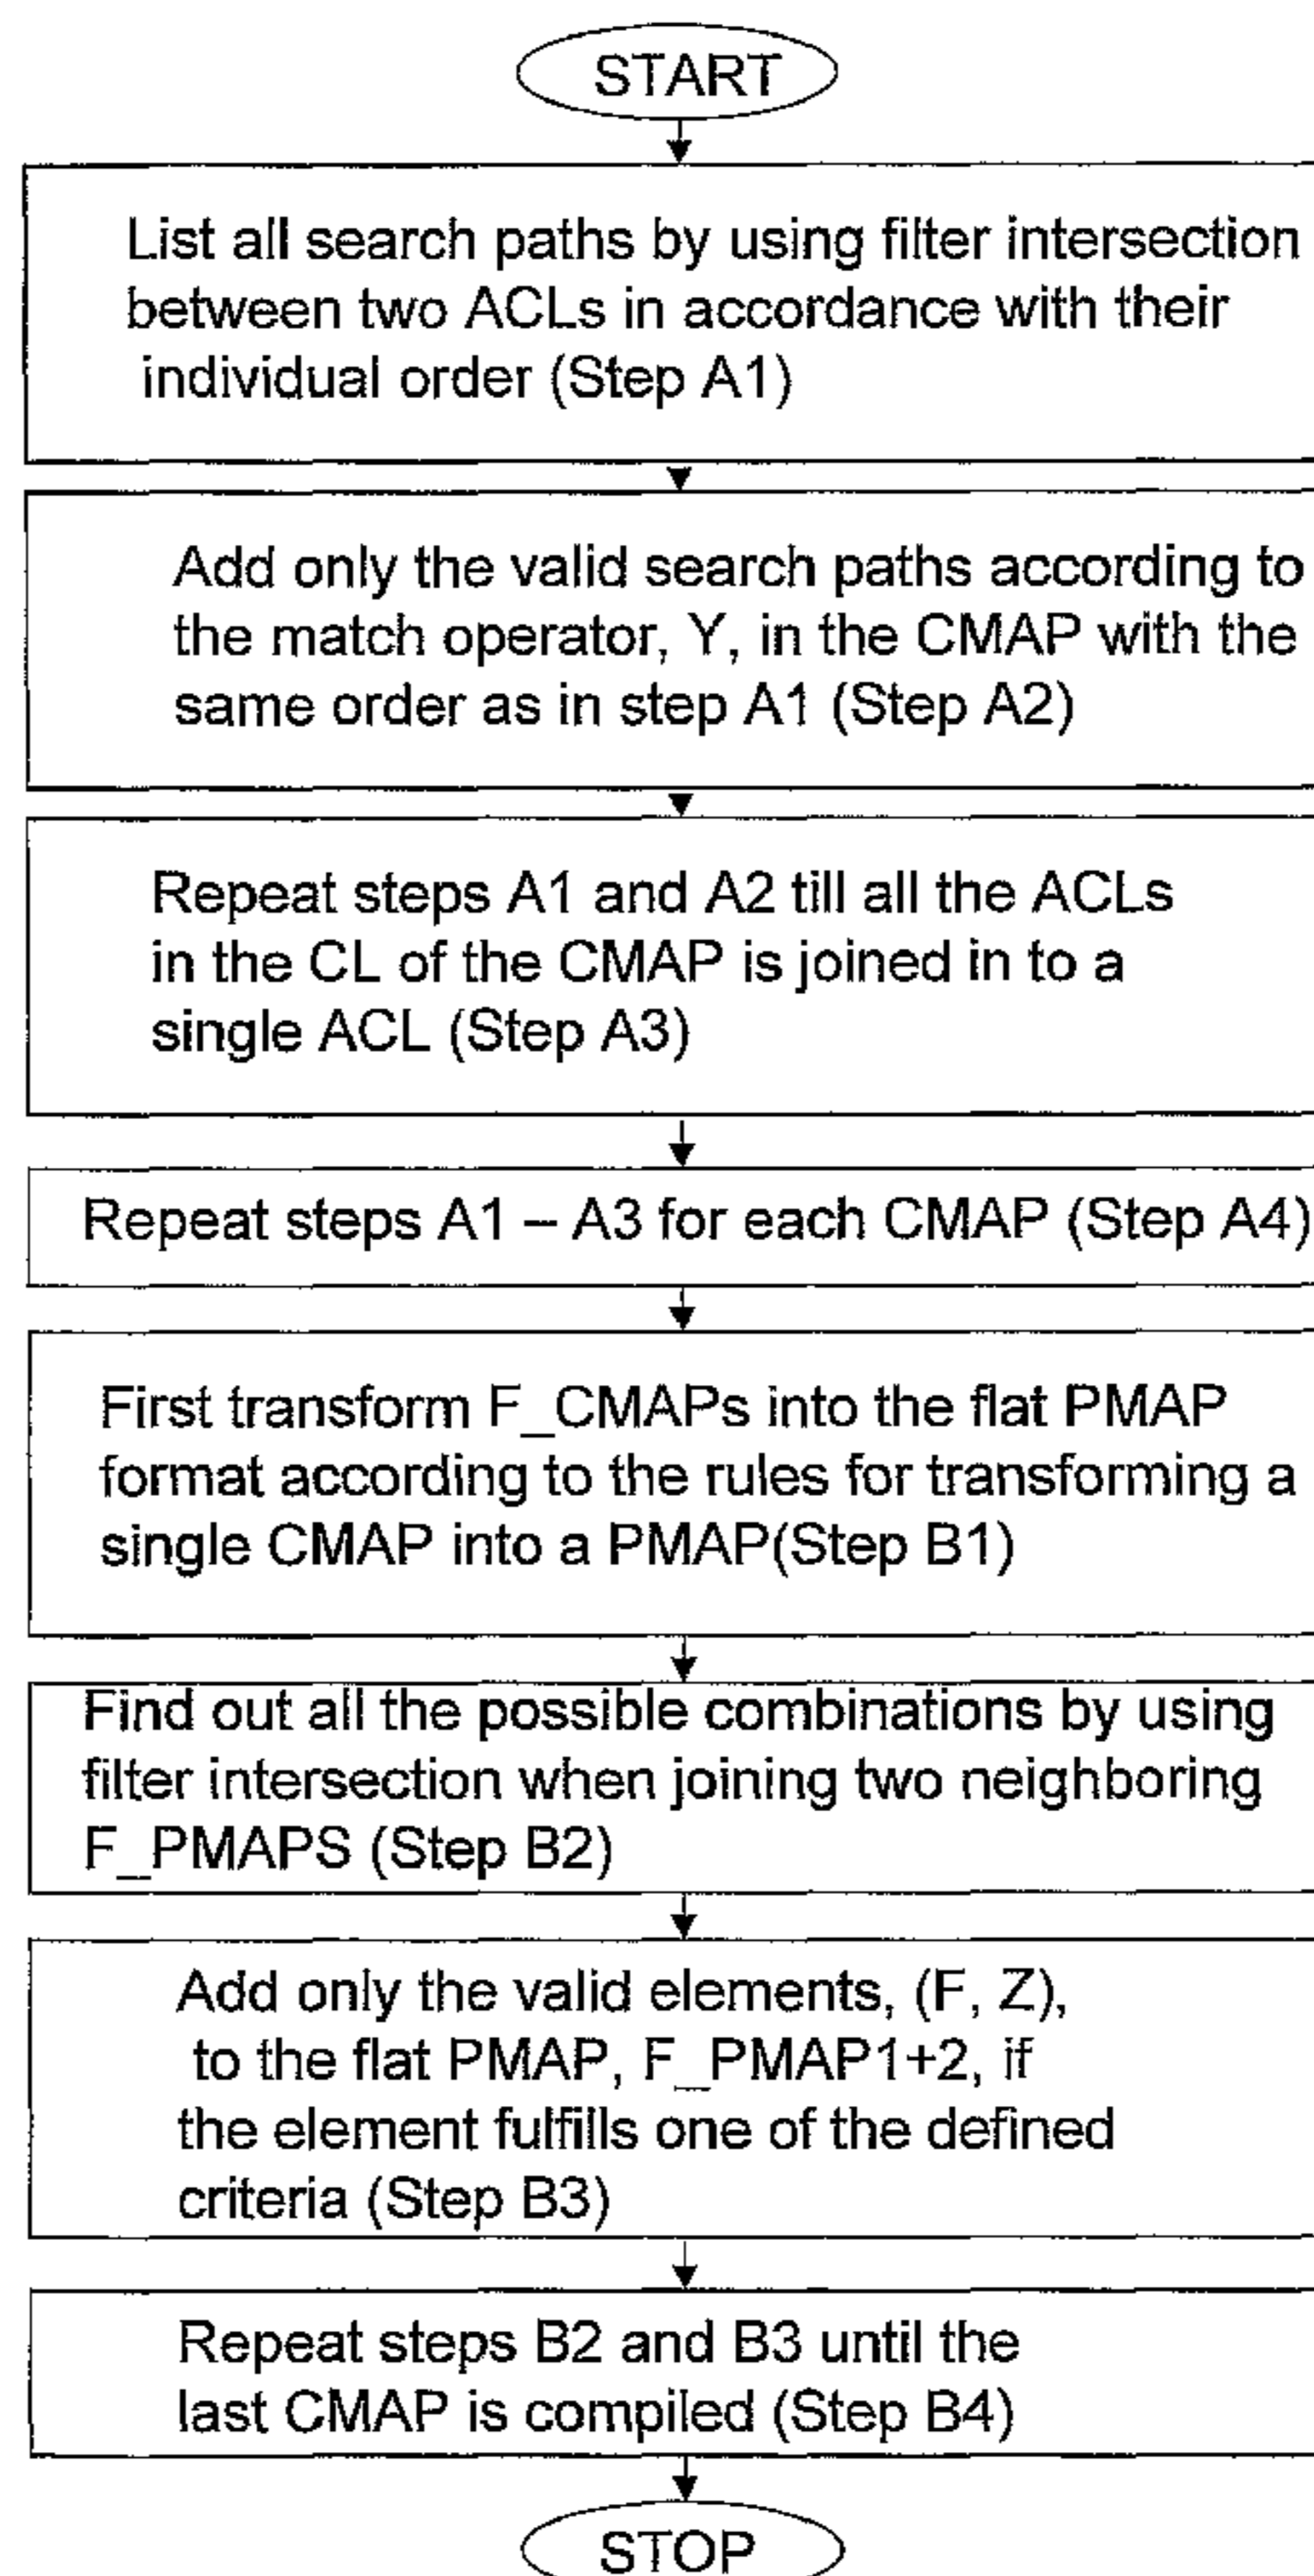 START
List all search paths by using filter intersection
between two ACLs in accordance with their
individual order (Step A1)
Add only the valid search paths according to
the match operator, Y, in the CMAP with the
same order as in step A1 (Step A2)
Repeat steps A1 and A2 till all the ACLs
in the CL of the CMAP is joined in to a
single ACL (Step A3)
Repeat steps A1 – A3 for each CMAP (Step A4)
First transform F_CMAPs into the flat PMAP
format according to the rules for transforming a
single CMAP into a PMAP(Step B1)
Find out all the possible combinations by using
filter intersection when joining two neighboring
F_PMAPS (Step B2)
Add only the valid elements, (F, Z),
to the flat PMAP, F_PMAP1+2, if
the element fulfills one of the defined
criteria (Step B3)
Repeat steps B2 and B3 until the
last CMAP is compiled (Step B4)
STOP